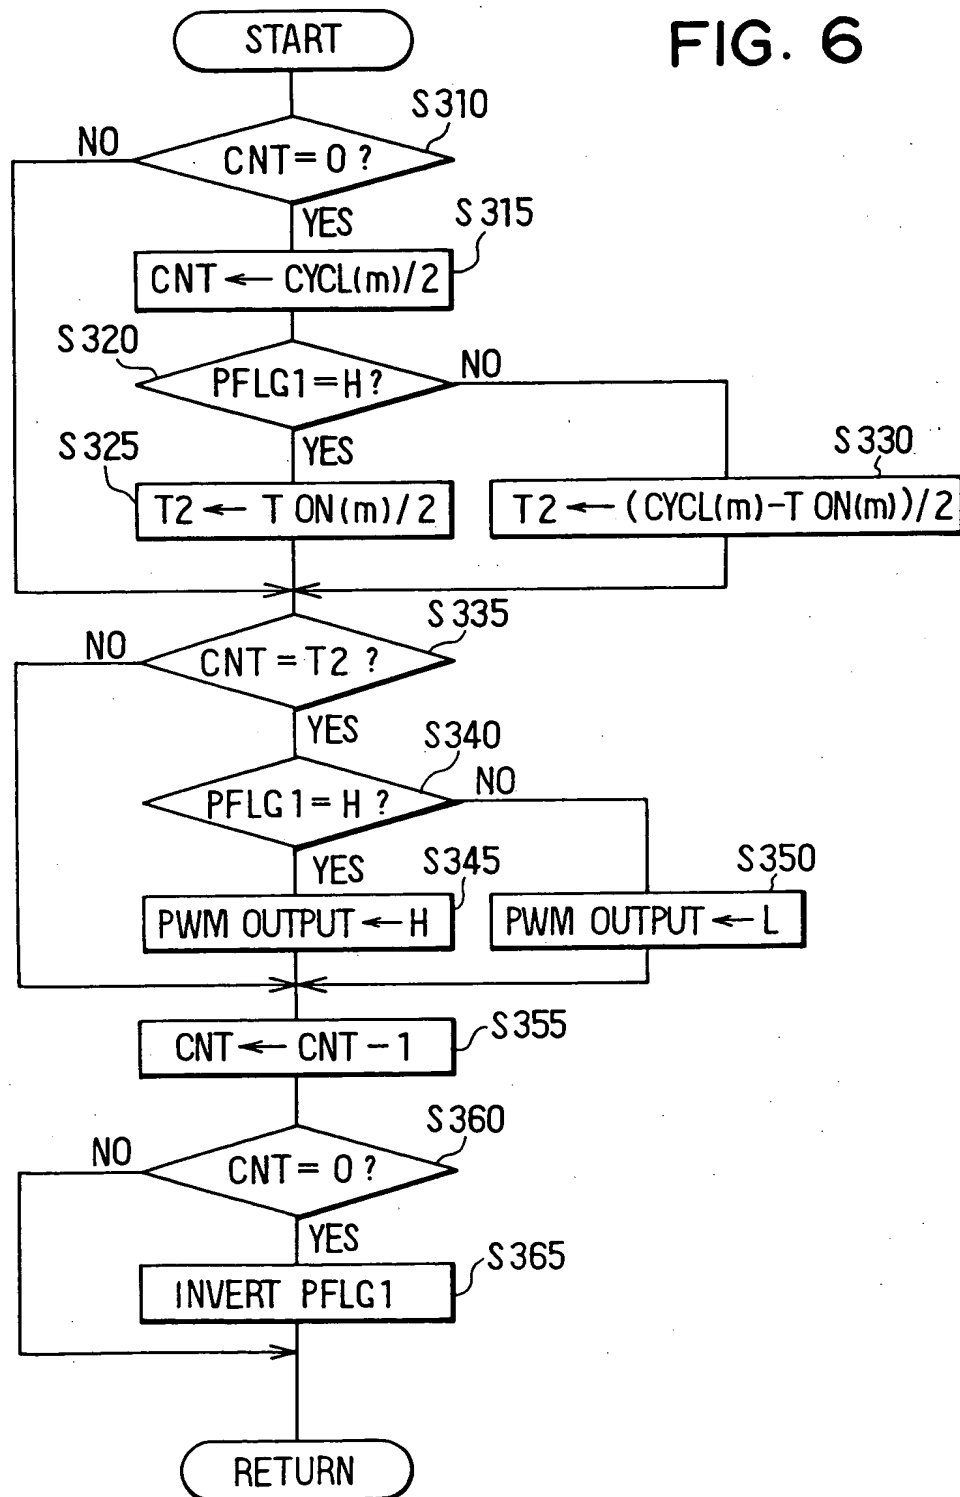 START
FIG. 6
S310
NO
CNT = 0 ?
YES
S315
CNT ← CYCL(m)/2
S320
PFLG1 = H ?
NO
YES
S325
S330
T2 ← T ON(m)/2
T2 ← (CYCL(m)-T ON(m))/2
S335
NO
CNT = T2 ?
YES
S340
PFLG1 = H ?
NO
YES
S345
S350
PWM OUTPUT ← H
PWM OUTPUT ← L
S355
CNT ← CNT - 1
S360
NO
CNT = 0 ?
YES
S365
INVERT PFLG1
RETURN